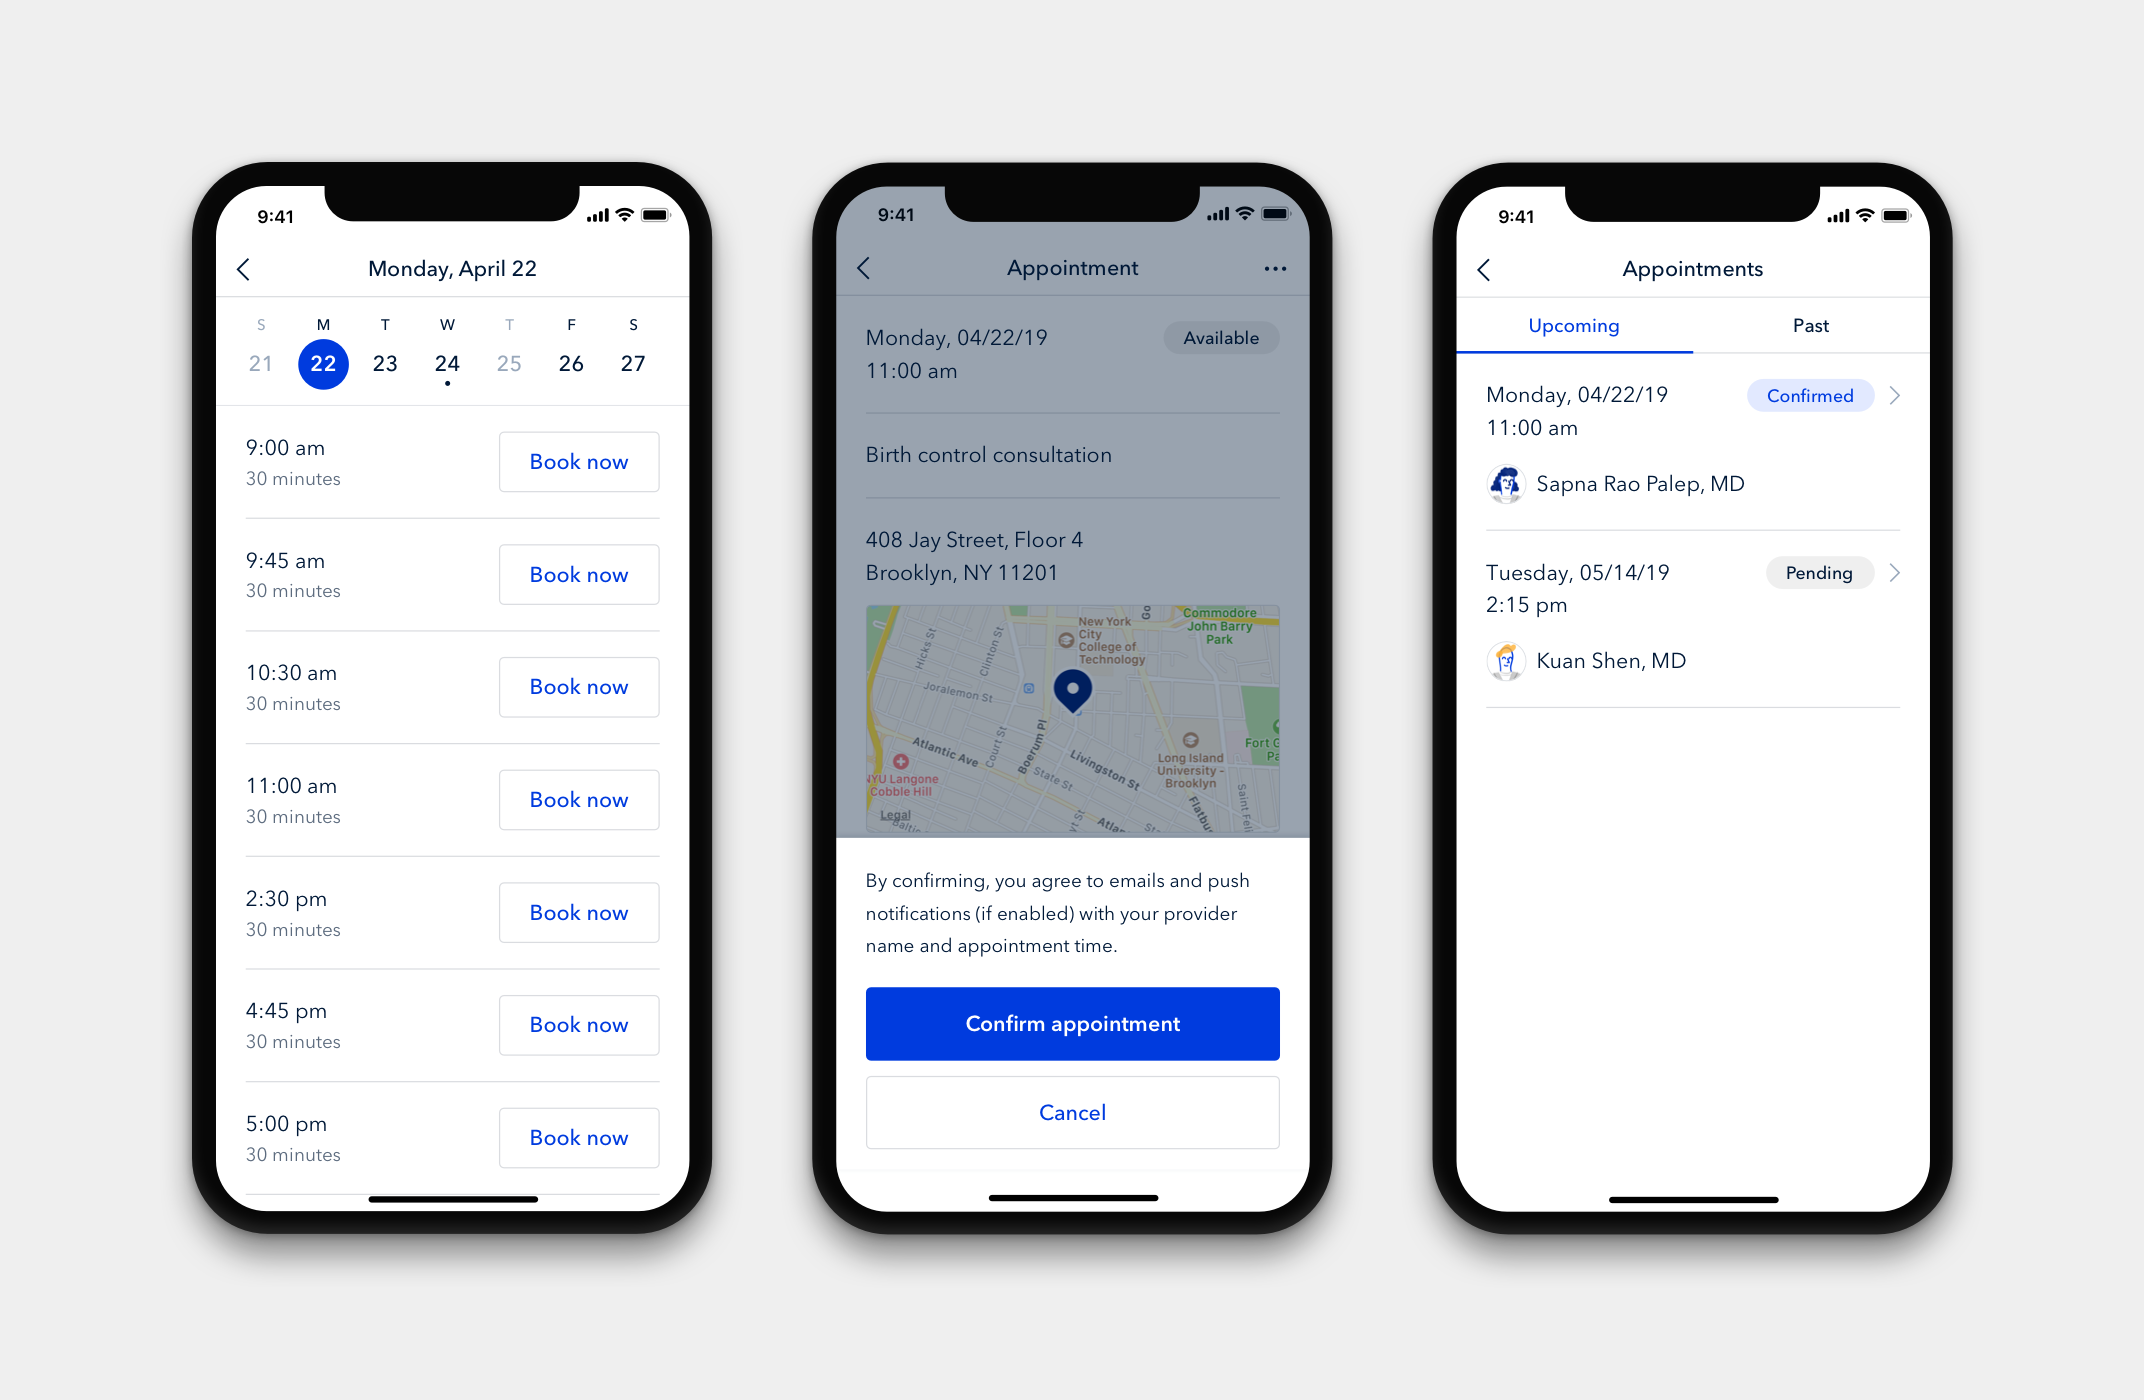 9:41
Monday, April 22
S M T W T F S
21 22 23 24 25 26 27
9:00 am
30 minutes
Book now
9:45 am
30 minutes
Book now
10:30 am
30 minutes
Book now
11:00 am
30 minutes
Book now
2:30 pm
30 minutes
Book now
4:45 pm
30 minutes
Book now
5:00 pm
30 minutes
Book now
9:41
Appointment
Monday, 04/22/19
Available
11:00 am
Birth control consultation
408 Jay Street, Floor 4
Brooklyn, NY 11201
Hicks St
Clinton St
New York
City
College of
Technology
Go
Commodore
John Barry
Park
Joralemon St
Court St
Boerum Pl
Atlantic Ave
State St
Livingston St
Long Island
University -
Brooklyn
Fort G
Pa
NYU Langone
Cobble Hill
Legal
Baltic
yt St
Atlan
St
Flatbu
Saint Feli
By confirming, you agree to emails and push
notifications (if enabled) with your provider
name and appointment time.
Confirm appointment
Cancel
9:41
Appointments
Upcoming
Past
Monday, 04/22/19
Confirmed
11:00 am
Sapna Rao Palep, MD
Tuesday, 05/14/19
Pending
2:15 pm
Kuan Shen, MD